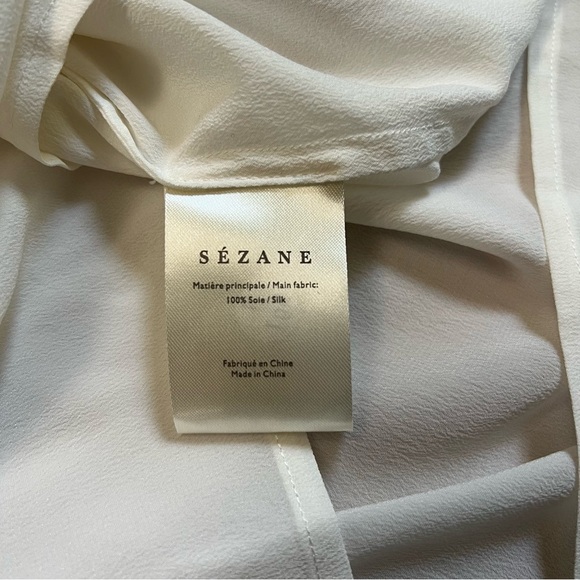 SÉZANE
Matière principale / Main fabric:
100% Soie / Silk
Fabriqué en Chine
Made in China